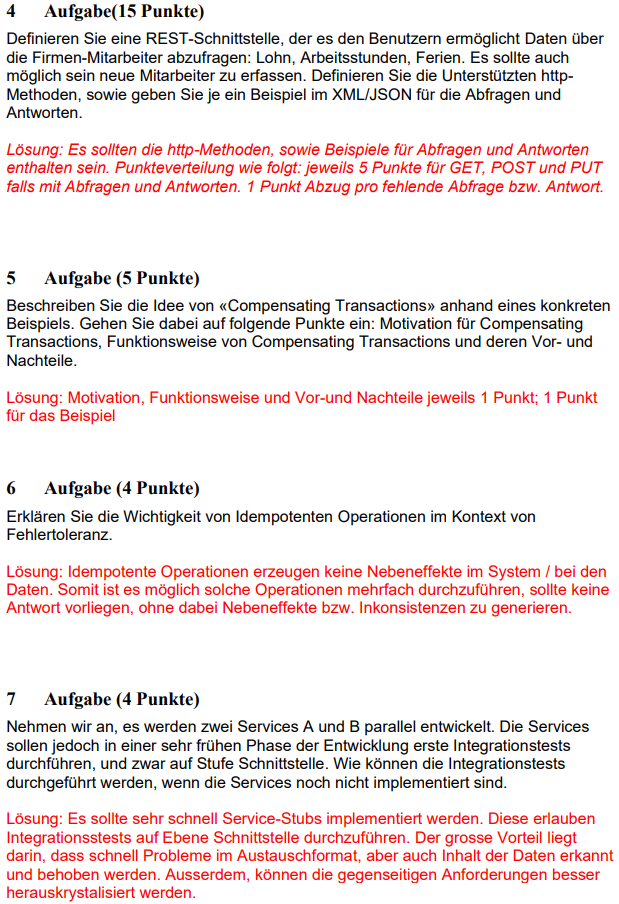 4 Aufgabe(15 Punkte)
Definieren Sie eine REST-Schnittstelle, der es den Benutzern ermöglicht Daten über
die Firmen-Mitarbeiter abzufragen: Lohn, Arbeitsstunden, Ferien. Es sollte auch
möglich sein neue Mitarbeiter zu erfassen. Definieren Sie die Unterstützten http-
Methoden, sowie geben Sie je ein Beispiel im XML/JSON für die Abfragen und
Antworten.
Lösung: Es sollten die http-Methoden, sowie Beispiele für Abfragen und Antworten
enthalten sein. Punkteverteilung wie folgt: jeweils 5 Punkte für GET, POST und PUT
falls mit Abfragen und Antworten. 1 Punkt Abzug pro fehlende Abfrage bzw. Antwort.
5 Aufgabe (5 Punkte)
Beschreiben Sie die Idee von «Compensating Transactions» anhand eines konkreten
Beispiels. Gehen Sie dabei auf folgende Punkte ein: Motivation für Compensating
Transactions, Funktionsweise von Compensating Transactions und deren Vor- und
Nachteile.
Lösung: Motivation, Funktionsweise und Vor-und Nachteile jeweils 1 Punkt; 1 Punkt
für das Beispiel
6 Aufgabe (4 Punkte)
Erklären Sie die Wichtigkeit von Idempotenten Operationen im Kontext von
Fehlertoleranz.
Lösung: Idempotente Operationen erzeugen keine Nebeneffekte im System / bei den
Daten. Somit ist es möglich solche Operationen mehrfach durchzuführen, sollte keine
Antwort vorliegen, ohne dabei Nebeneffekte bzw. Inkonsistenzen zu generieren.
7 Aufgabe (4 Punkte)
Nehmen wir an, es werden zwei Services A und B parallel entwickelt. Die Services
sollen jedoch in einer sehr frühen Phase der Entwicklung erste Integrationstests
durchführen, und zwar auf Stufe Schnittstelle. Wie können die Integrationstests
durchgeführt werden, wenn die Services noch nicht implementiert sind.
Lösung: Es sollte sehr schnell Service-Stubs implementiert werden. Diese erlauben
Integrationsstests auf Ebene Schnittstelle durchzuführen. Der grosse Vorteil liegt
darin, dass schnell Probleme im Austauschformat, aber auch Inhalt der Daten erkannt
und behoben werden. Ausserdem, können die gegenseitigen Anforderungen besser
herauskrystalisiert werden.